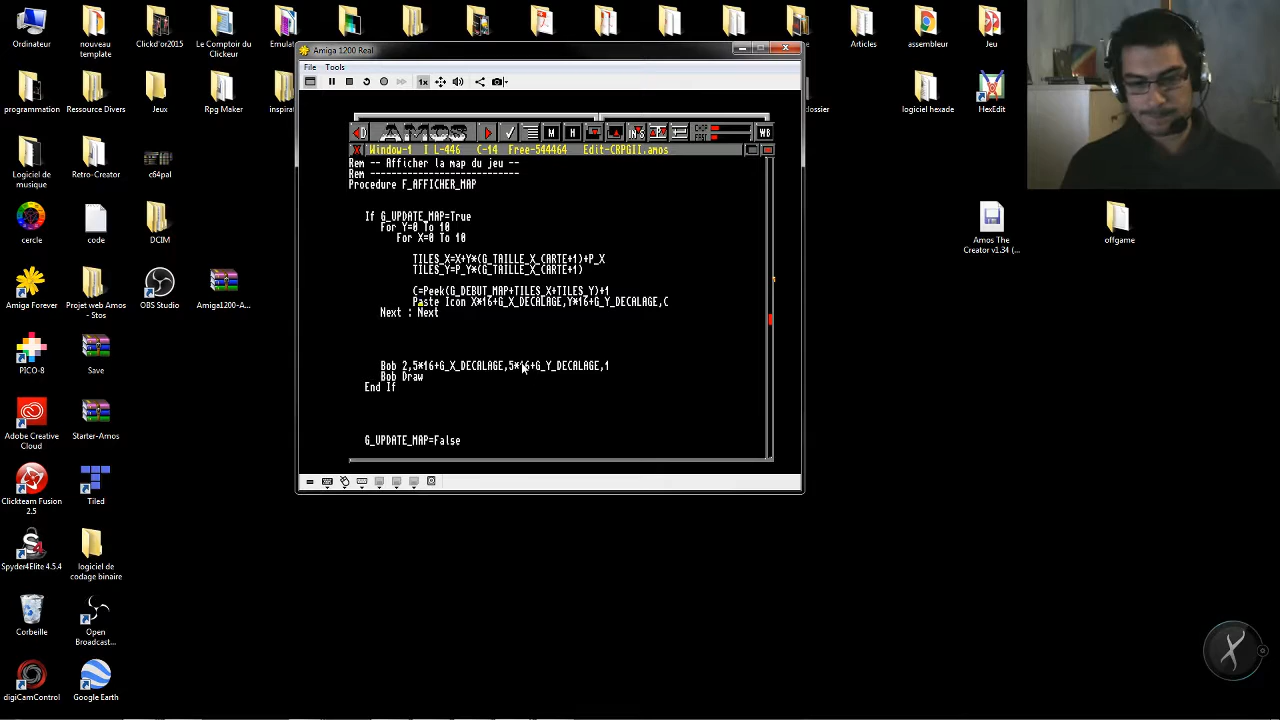 Ordinateur
nouveau template
Clickd'or2015
Le Comptoir du Clickeur
Articles
assembleur
Jeu
programmation
Ressource Divers
Jeux
Rpg Maker
logiciel hexade
HexEdit
Logiciel de musique
Retro-Creator
c64pal
cercle
code
DCIM
Amos The Creator v1.34 (...
offgame
Amiga Forever
Projet web Amos - Stos
OBS Studio
Amiga1200-A...
PICO-8
Save
Adobe Creative Cloud
Starter-Amos
Clickteam Fusion 2.5
Tiled
Spyder4Elite 4.5.4
logiciel de codage binaire
Corbeille
Open Broadcast...
digiCamControl
Google Earth
Amiga 1200 Real
File Tools
1x
AMOS
M H INS WB
Window-1 I L-446 C-14 Free-544464 Edit-CRPGII.amos
Rem -- Afficher la map du jeu --
Rem ----------------------------
Procedure F_AFFICHER_MAP
If G_UPDATE_MAP=True
For Y=0 To 10
For X=0 To 10
TILES_X=X+Y*(G_TAILLE_X_CARTE+1)+P_X
TILES_Y=P_Y*(G_TAILLE_X_CARTE+1)
C=Peek(G_DEBUT_MAP+TILES_X+TILES_Y)+1
Paste Icon X*16+G_X_DECALAGE,Y*16+G_Y_DECALAGE,C
Next : Next
Bob 2,5*16+G_X_DECALAGE,5*16+G_Y_DECALAGE,1
Bob Draw
End If
G_UPDATE_MAP=False